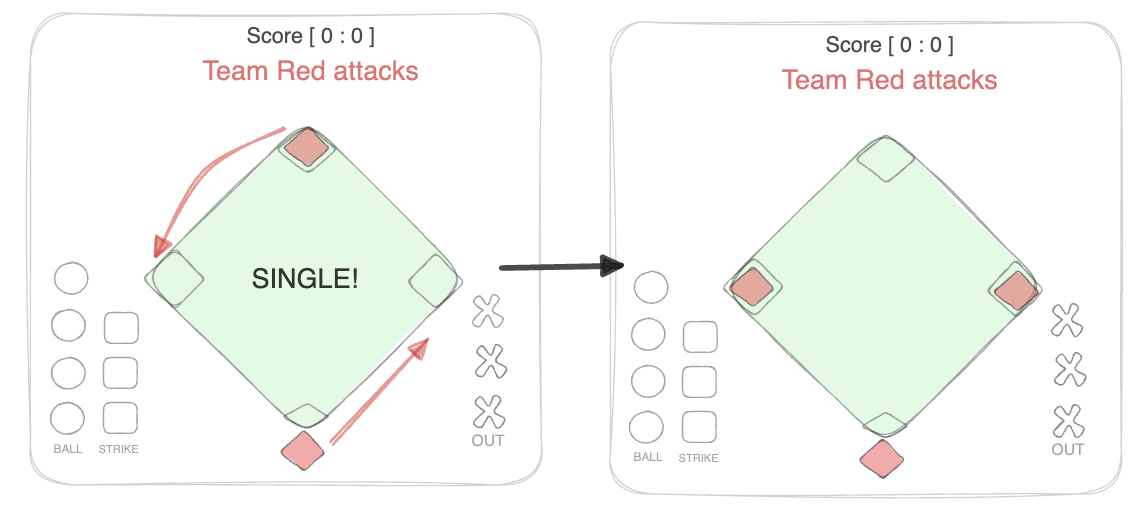 Score [ 0 : 0 ]
Team Red attacks
SINGLE!
BALL
STRIKE
OUT
Score [ 0 : 0 ]
Team Red attacks
BALL
STRIKE
OUT